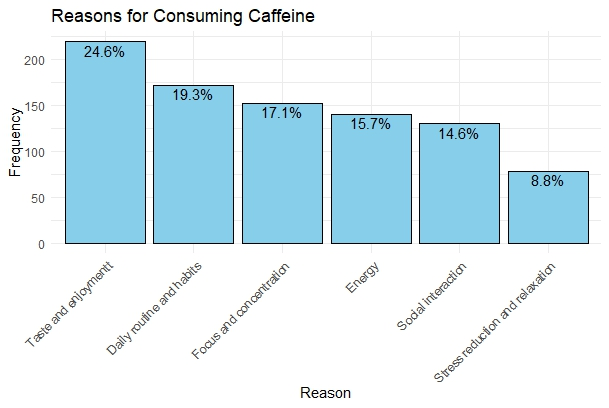 Reasons for Consuming Caffeine
Frequency
200
150
100
50
0
24.6%
19.3%
17.1%
15.7%
14.6%
8.8%
Taste and enjoymentt
Daily routine and habits
Focus and concentration
Energy
Social interaction
Stress reduction and relaxation
Reason